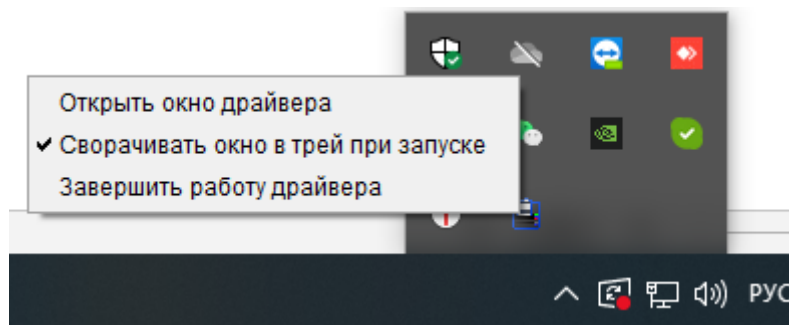 Открыть окно драйвера
Сворачивать окно в трей при запуске
Завершить работу драйвера
РУС